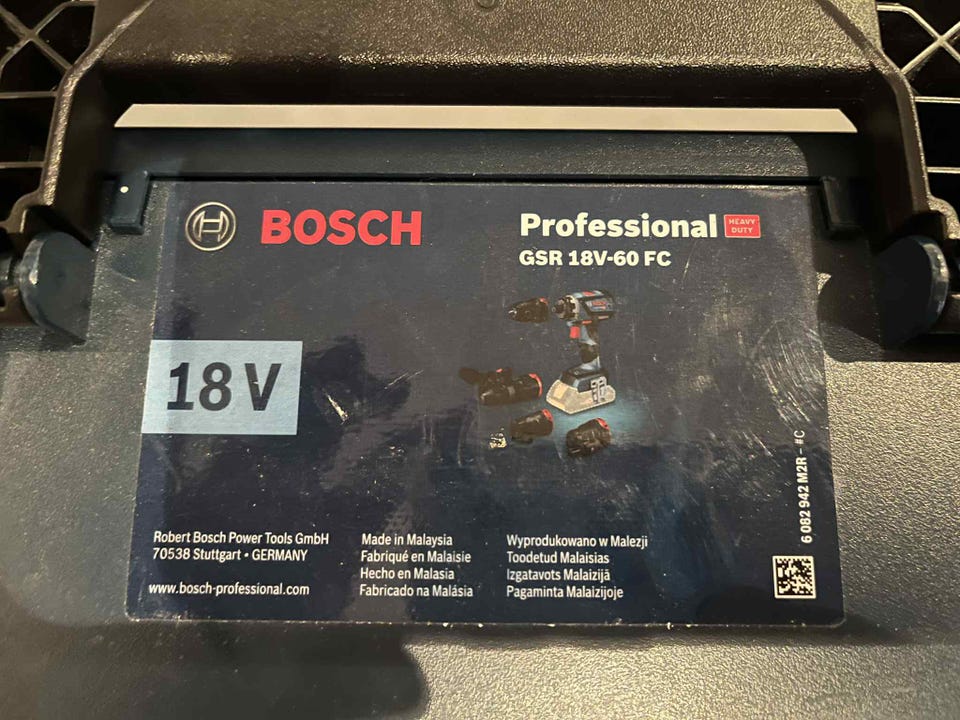 BOSCH
Professional HEAVY DUTY
GSR 18V-60 FC
18 V
Robert Bosch Power Tools GmbH
70538 Stuttgart • GERMANY
www.bosch-professional.com
Made in Malaysia
Fabriqué en Malaisie
Hecho en Malasia
Fabricado na Malásia
Wyprodukowano w Malezji
Toodetud Malaisias
Izgatavots Malaizijā
Pagaminta Malaizijoje
6 082 942 M2R - #C